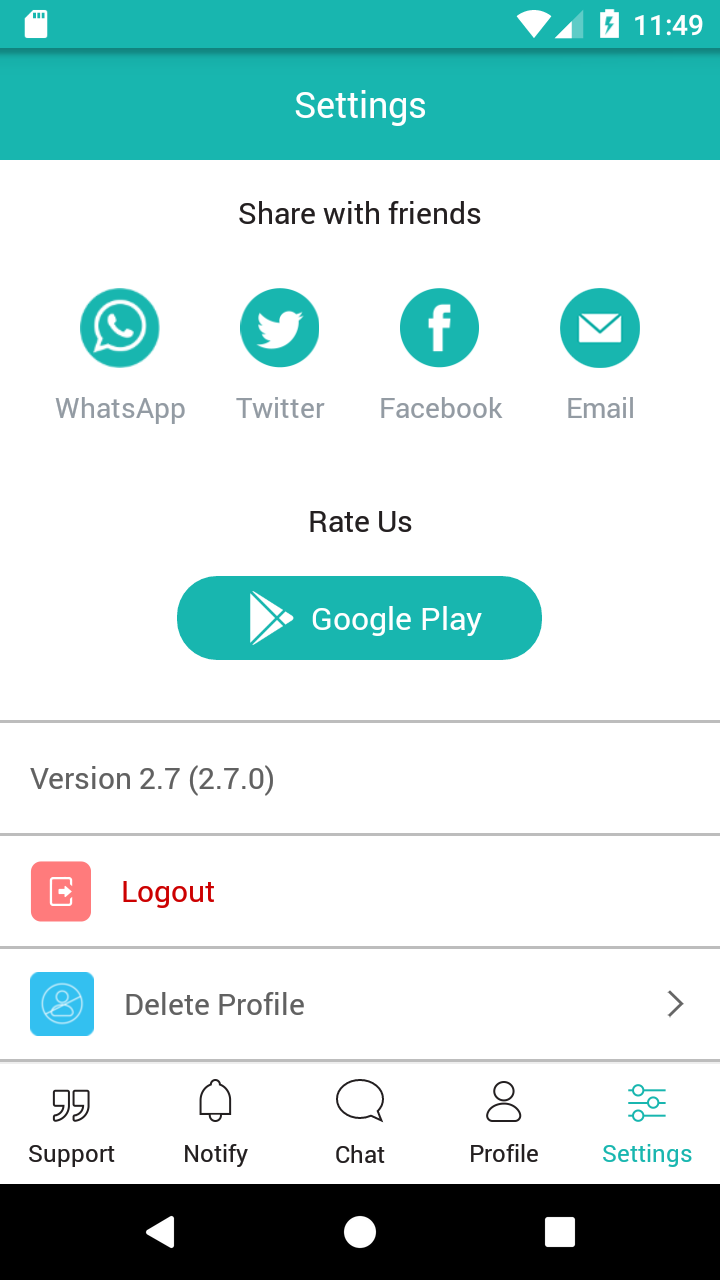 11:49
Settings
Share with friends
WhatsApp Twitter Facebook Email
Rate Us
Google Play
Version 2.7 (2.7.0)
Logout
Delete Profile
Support Notify Chat Profile Settings